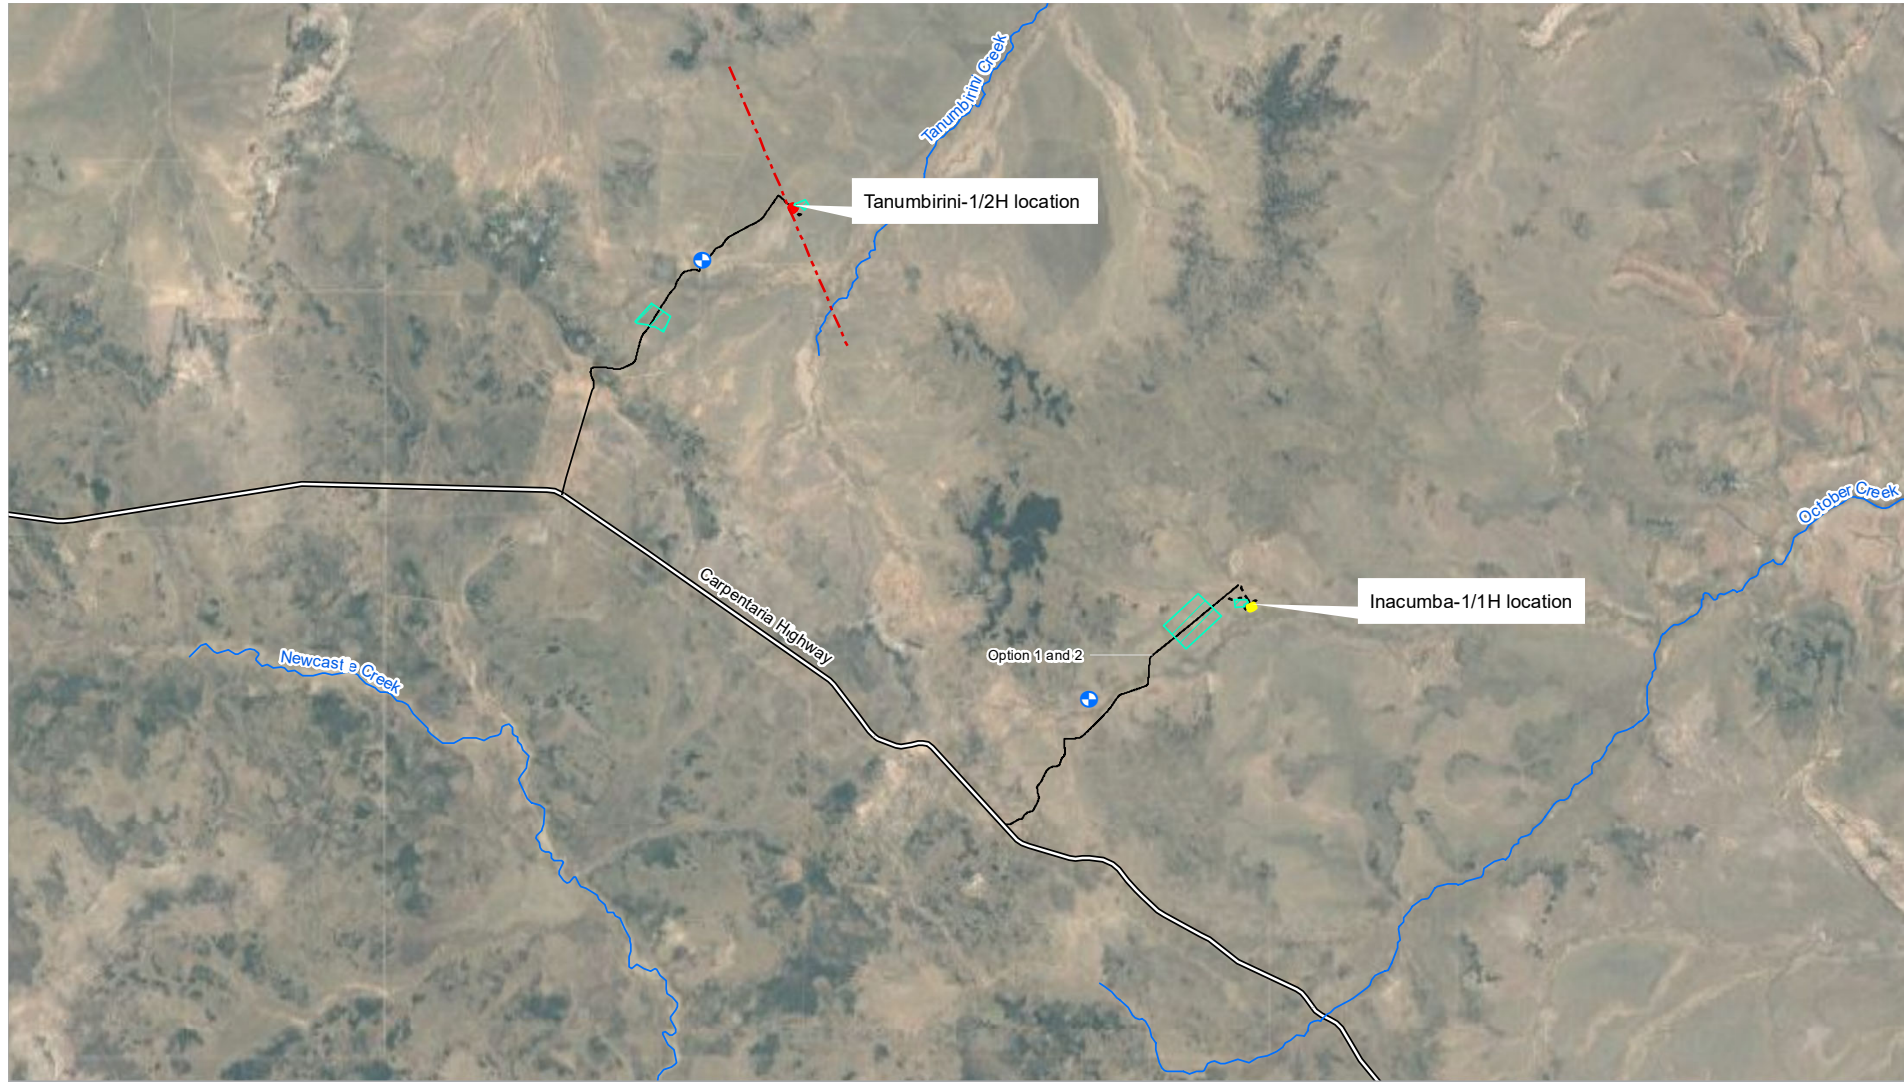 Tanumbirini Creek
Tanumbirini-1/2H location
October Creek
Carpentaria Highway
Inacumba-1/1H location
Option 1 and 2
Newcastle Creek